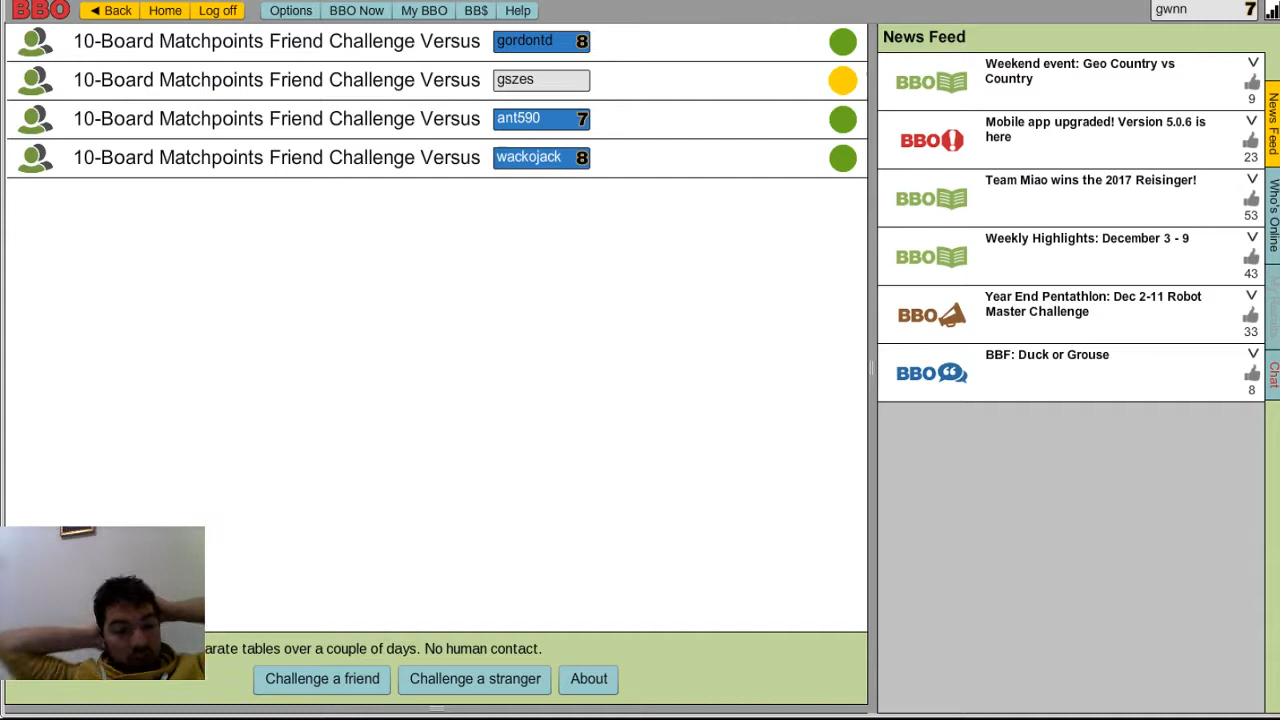 BBO ◄ Back Home Log off Options BBO Now My BBO BB$ Help gwnn 7
10-Board Matchpoints Friend Challenge Versus gordontd 8
10-Board Matchpoints Friend Challenge Versus gszes
10-Board Matchpoints Friend Challenge Versus ant590 7
10-Board Matchpoints Friend Challenge Versus wackojack 8
arate tables over a couple of days. No human contact.
Challenge a friend Challenge a stranger About
News Feed
BBO Weekend event: Geo Country vs
Country
9
BBO Mobile app upgraded! Version 5.0.6 is
here
23
BBO Team Miao wins the 2017 Reisinger!
53
BBO Weekly Highlights: December 3 - 9
43
BBO Year End Pentathlon: Dec 2-11 Robot
Master Challenge
33
BBO BBF: Duck or Grouse
8
News Feed
Who's Online
Chat